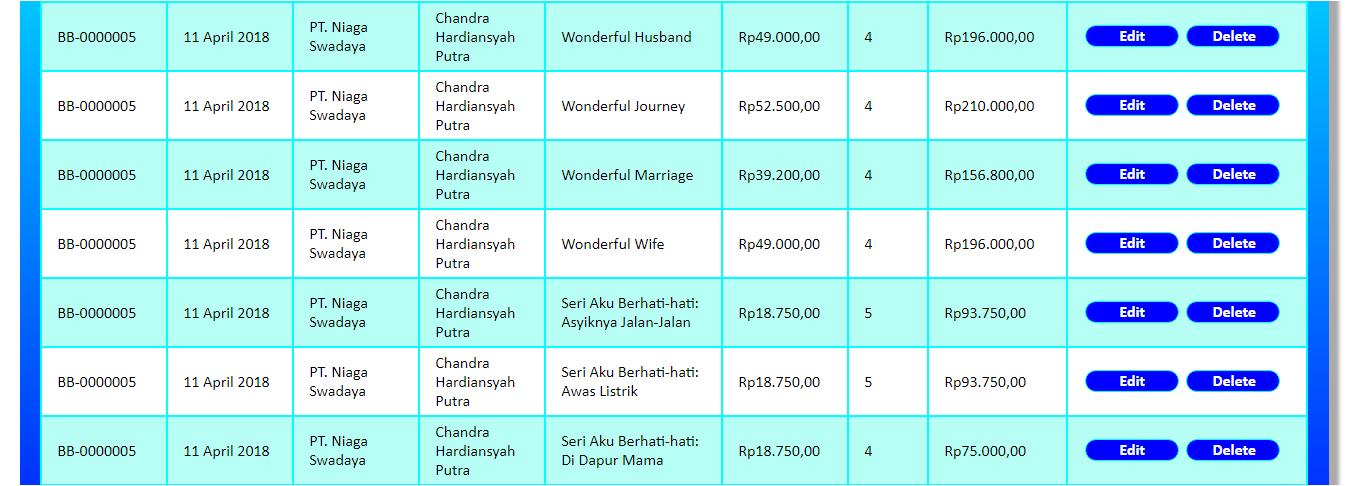 BB-0000005 11 April 2018 PT. Niaga Swadaya Chandra Hardiansyah Putra Wonderful Husband Rp49.000,00 4 Rp196.000,00 Edit Delete
BB-0000005 11 April 2018 PT. Niaga Swadaya Chandra Hardiansyah Putra Wonderful Journey Rp52.500,00 4 Rp210.000,00 Edit Delete
BB-0000005 11 April 2018 PT. Niaga Swadaya Chandra Hardiansyah Putra Wonderful Marriage Rp39.200,00 4 Rp156.800,00 Edit Delete
BB-0000005 11 April 2018 PT. Niaga Swadaya Chandra Hardiansyah Putra Wonderful Wife Rp49.000,00 4 Rp196.000,00 Edit Delete
BB-0000005 11 April 2018 PT. Niaga Swadaya Chandra Hardiansyah Putra Seri Aku Berhati-hati: Asyiknya Jalan-Jalan Rp18.750,00 5 Rp93.750,00 Edit Delete
BB-0000005 11 April 2018 PT. Niaga Swadaya Chandra Hardiansyah Putra Seri Aku Berhati-hati: Awas Listrik Rp18.750,00 5 Rp93.750,00 Edit Delete
BB-0000005 11 April 2018 PT. Niaga Swadaya Chandra Hardiansyah Putra Seri Aku Berhati-hati: Di Dapur Mama Rp18.750,00 4 Rp75.000,00 Edit Delete